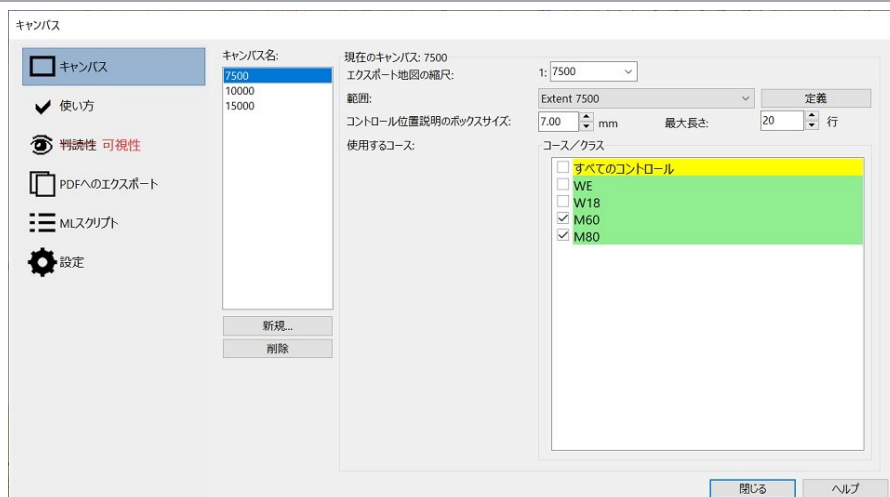 キャンバス
キャンバス
使い方
判読性 可視性
PDFへのエクスポート
MLスクリプト
設定
キャンバス名:
7500
10000
15000
新規...
削除
現在のキャンバス: 7500
エクスポート地図の縮尺: 1: 7500
範囲: Extent 7500 定義
コントロール位置説明のボックスサイズ: 7.00 mm 最大長さ: 20 行
使用するコース:
コース／クラス
すべてのコントロール
WE
W18
M60
M80
閉じる ヘルプ